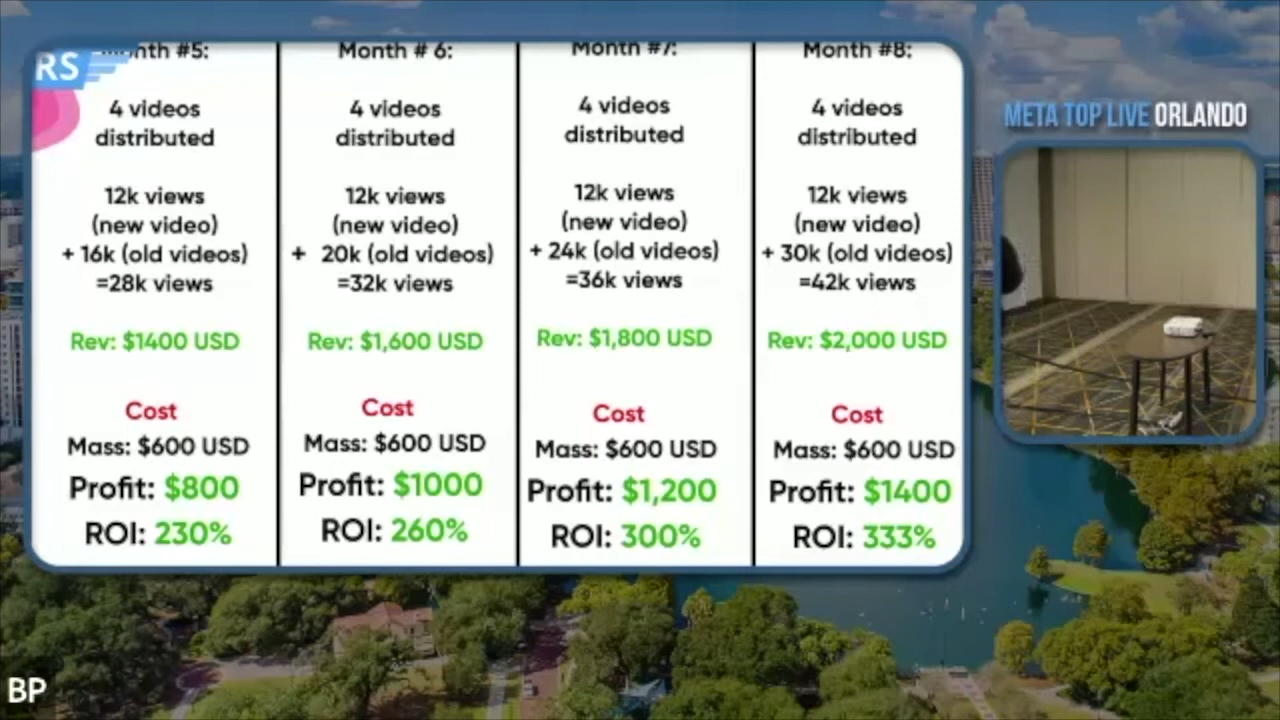 RS
Month #5:
4 videos
distributed
12k views
(new video)
+ 16k (old videos)
=28k views
Rev: $1400 USD
Cost
Mass: $600 USD
Profit: $800
ROI: 230%
Month # 6:
4 videos
distributed
12k views
(new video)
+ 20k (old videos)
=32k views
Rev: $1,600 USD
Cost
Mass: $600 USD
Profit: $1000
ROI: 260%
Month #7:
4 videos
distributed
12k views
(new video)
+ 24k (old videos)
=36k views
Rev: $1,800 USD
Cost
Mass: $600 USD
Profit: $1,200
ROI: 300%
Month #8:
4 videos
distributed
12k views
(new video)
+ 30k (old videos)
=42k views
Rev: $2,000 USD
Cost
Mass: $600 USD
Profit: $1400
ROI: 333%
META TOP LIVE ORLANDO
BP